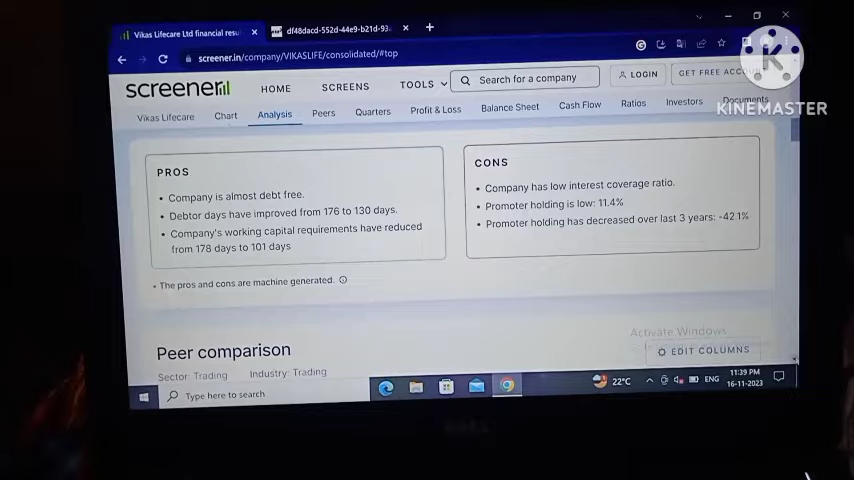 Vikas Lifecare Ltd financial resu
df48dacd-552d-44e9-b21d-93
screener.in/company/VIKASLIFE/consolidated/#top
screener
HOME
SCREENS
TOOLS
Search for a company
LOGIN
GET FREE ACCOU
K
KINEMASTER
Vikas Lifecare
Chart
Analysis
Peers
Quarters
Profit & Loss
Balance Sheet
Cash Flow
Ratios
Investors
Documents
PROS
• Company is almost debt free.
• Debtor days have improved from 176 to 130 days.
• Company's working capital requirements have reduced
from 178 days to 101 days
CONS
• Company has low interest coverage ratio.
• Promoter holding is low: 11.4%
• Promoter holding has decreased over last 3 years: -42.1%
* The pros and cons are machine generated.
Peer comparison
Sector: Trading
Industry: Trading
Activate Windows
EDIT COLUMNS
Type here to search
22°C
ENG
11:39 PM
16-11-2023